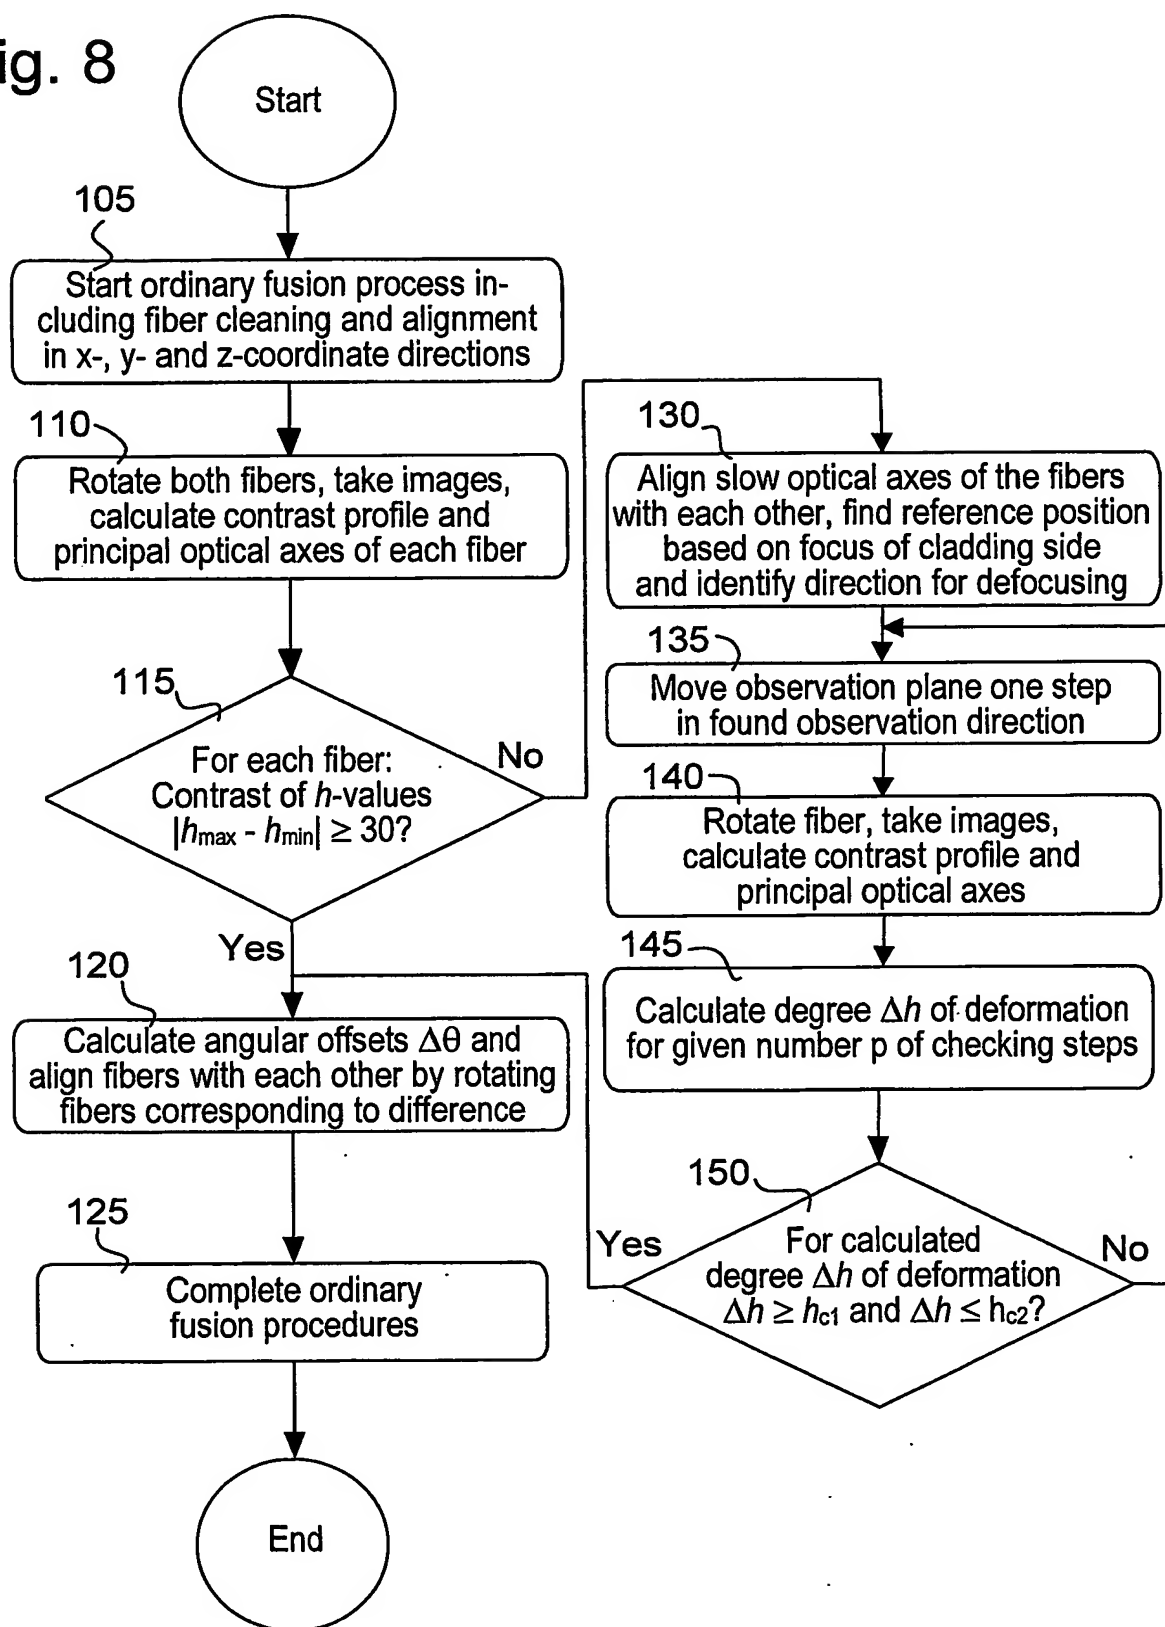 ig. 8
Start
105
Start ordinary fusion process in-
cluding fiber cleaning and alignment
in x-, y- and z-coordinate directions
110
Rotate both fibers, take images,
calculate contrast profile and
principal optical axes of each fiber
115
For each fiber:
Contrast of h-values
|hmax - hmin| ≥ 30?
No
Yes
120
Calculate angular offsets Δθ and
align fibers with each other by rotating
fibers corresponding to difference
125
Complete ordinary
fusion procedures
End
130
Align slow optical axes of the fibers
with each other, find reference position
based on focus of cladding side
and identify direction for defocusing
135
Move observation plane one step
in found observation direction
140
Rotate fiber, take images,
calculate contrast profile and
principal optical axes
145
Calculate degree Δh of deformation
for given number p of checking steps
150
For calculated
degree Δh of deformation
Δh ≥ hc1 and Δh ≤ hc2?
Yes
No